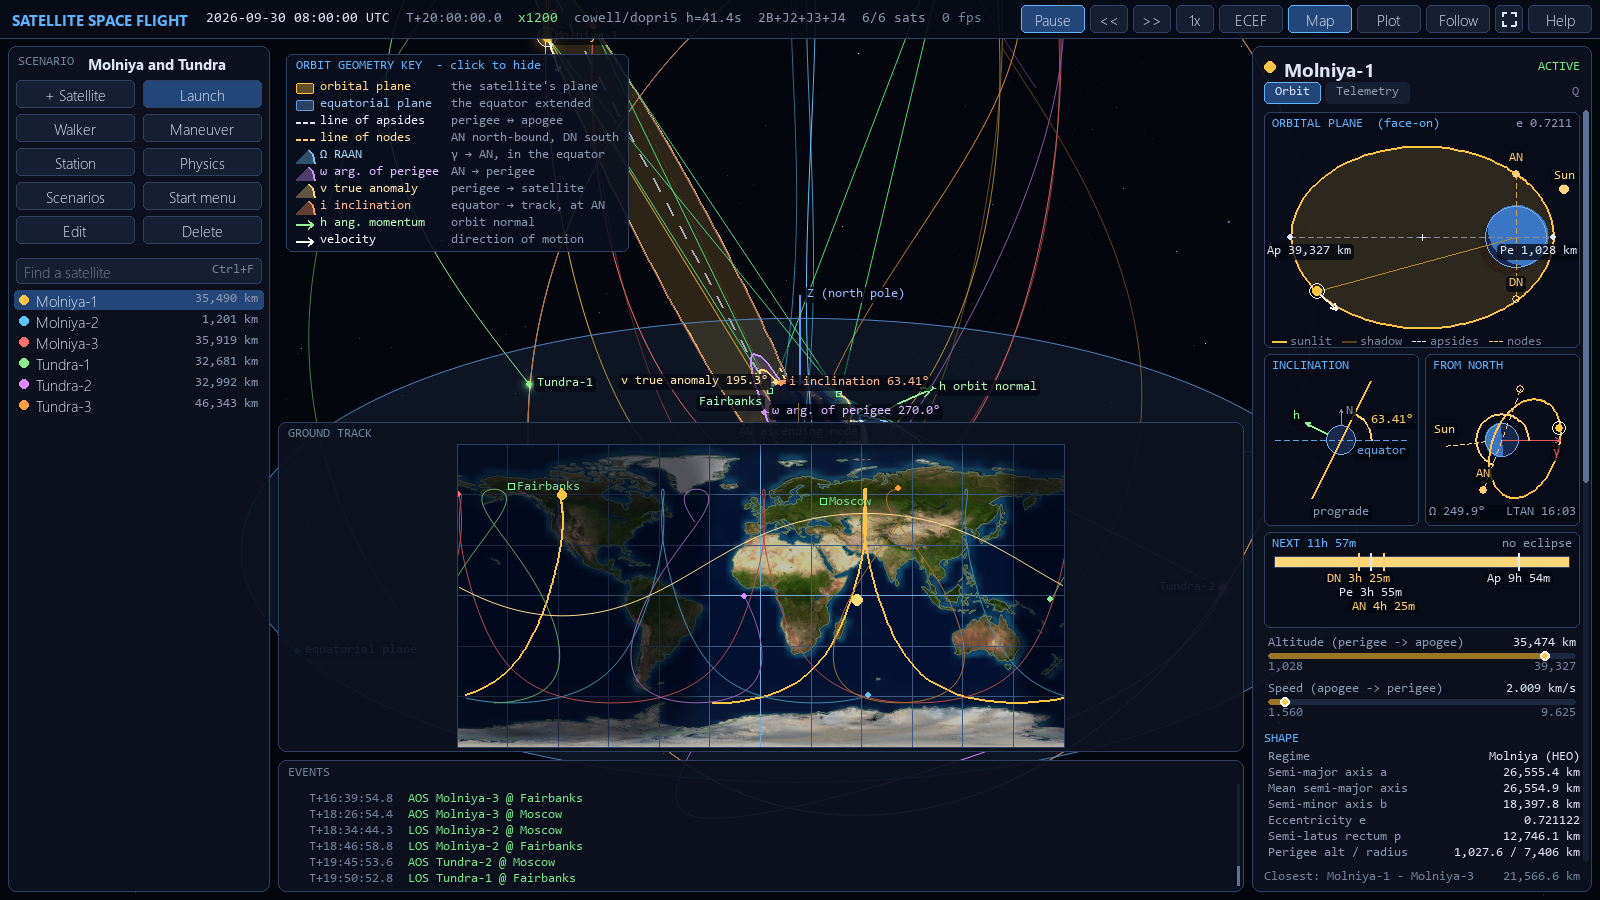 SATELLITE SPACE FLIGHT
2026-09-30 08:00:00 UTC T+20:00:00.0 x1200 cowell/dopri5 h=41.4s 2B+J2+J3+J4 6/6 sats 0 fps
Pause << >> 1x ECEF Map Plot Follow Help
SCENARIO Molniya and Tundra
+ Satellite Launch
Walker Maneuver
Station Physics
Scenarios Start menu
Edit Delete
Find a satellite Ctrl+F
Molniya-1 35,490 km
Molniya-2 1,201 km
Molniya-3 35,919 km
Tundra-1 32,681 km
Tundra-2 32,992 km
Tundra-3 46,343 km
Molniya-1
ORBIT GEOMETRY KEY - click to hide
orbital plane the satellite's plane
equatorial plane the equator extended
line of apsides perigee ↔ apogee
line of nodes AN north-bound, DN south
Ω RAAN γ → AN, in the equator
ω arg. of perigee AN → perigee
ν true anomaly perigee → satellite
i inclination equator → track, at AN
h ang. momentum orbit normal
velocity direction of motion
Z (north pole)
Tundra-1
ν true anomaly 195.3°
i inclination 63.41°
h orbit normal
Fairbanks
ω arg. of perigee 270.0°
AN ascending node
Tundra-2
equatorial plane
GROUND TRACK
Fairbanks
Moscow
EVENTS
T+16:39:54.8 AOS Molniya-3 @ Fairbanks
T+18:26:54.4 AOS Molniya-3 @ Moscow
T+18:34:44.3 LOS Molniya-2 @ Moscow
T+18:46:58.8 LOS Molniya-2 @ Fairbanks
T+19:45:53.6 AOS Tundra-2 @ Moscow
T+19:50:52.8 LOS Tundra-1 @ Fairbanks
Molniya-1 ACTIVE
Orbit Telemetry Q
ORBITAL PLANE (face-on) e 0.7211
AN
Sun
Ap 39,327 km
Pe 1,028 km
DN
sunlit shadow apsides nodes
INCLINATION
N
h
63.41°
equator
prograde
FROM NORTH
Sun
γ
AN
Ω 249.9° LTAN 16:03
NEXT 11h 57m no eclipse
DN 3h 25m Ap 9h 54m
Pe 3h 55m
AN 4h 25m
Altitude (perigee -> apogee) 35,474 km
1,028 39,327
Speed (apogee -> perigee) 2.009 km/s
1.560 9.625
SHAPE
Regime Molniya (HEO)
Semi-major axis a 26,555.4 km
Mean semi-major axis 26,554.9 km
Semi-minor axis b 18,397.8 km
Eccentricity e 0.721122
Semi-latus rectum p 12,746.1 km
Perigee alt / radius 1,027.6 / 7,406 km
Closest: Molniya-1 - Molniya-3 21,566.6 km